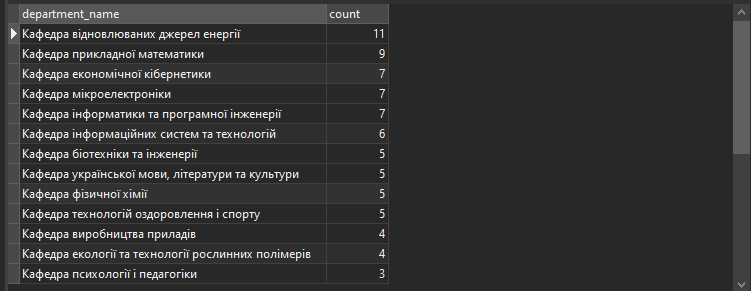 department_name count
Кафедра відновлюваних джерел енергії 11
Кафедра прикладної математики 9
Кафедра економічної кібернетики 7
Кафедра мікроелектроніки 7
Кафедра інформатики та програмної інженерії 7
Кафедра інформаційних систем та технологій 6
Кафедра біотехніки та інженерії 5
Кафедра української мови, літератури та культури 5
Кафедра фізичної хімії 5
Кафедра технологій оздоровлення і спорту 5
Кафедра виробництва приладів 4
Кафедра екології та технології рослинних полімерів 4
Кафедра психології і педагогіки 3